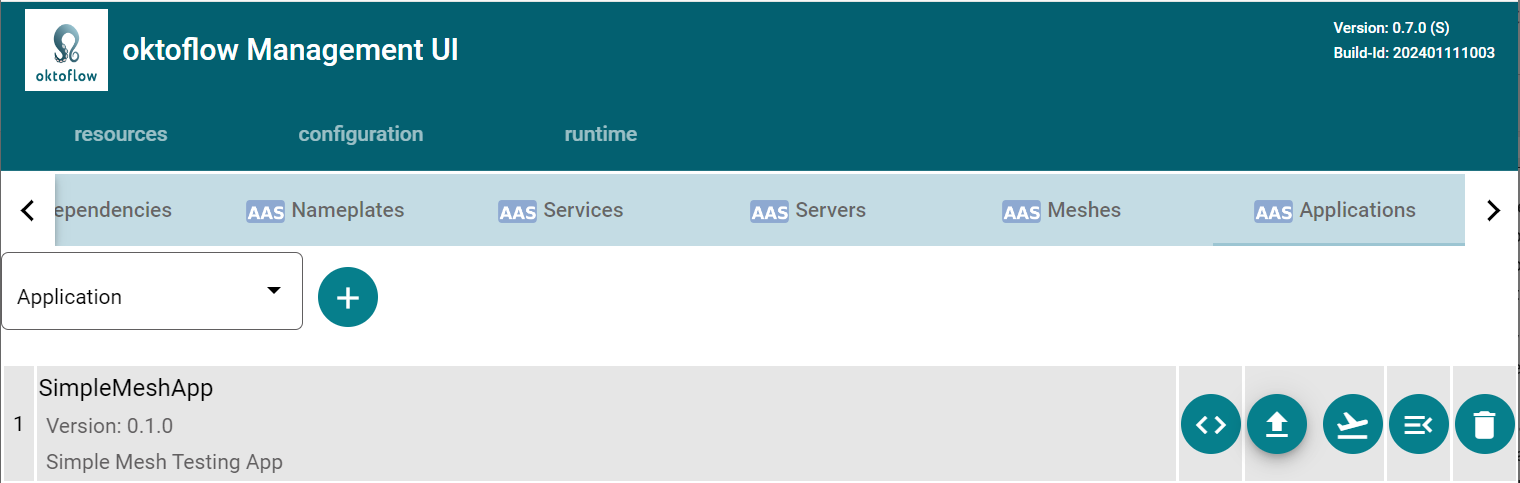 oktoflow
oktoflow Management UI
Version: 0.7.0 (S)
Build-Id: 202401111003
resources configuration runtime
ependencies AAS Nameplates AAS Services AAS Servers AAS Meshes AAS Applications
Application
1
SimpleMeshApp
Version: 0.1.0
Simple Mesh Testing App